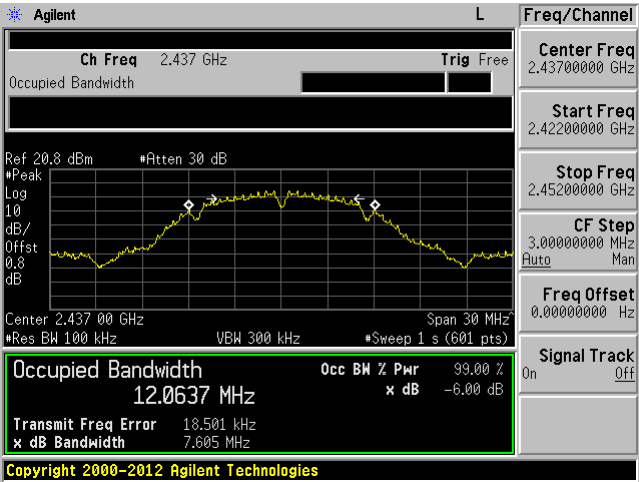 Agilent L Freq/Channel
Ch Freq 2.437 GHz Trig Free
Occupied Bandwidth
Center Freq
2.43700000 GHz
Start Freq
2.42200000 GHz
Stop Freq
2.45200000 GHz
CF Step
3.00000000 MHz
Auto Man
Freq Offset
0.00000000 Hz
Signal Track
On Off
Ref 20.8 dBm #Atten 30 dB
#Peak
Log
10
dB/
Offst
0.8
dB
Center 2.437 00 GHz Span 30 MHz^
#Res BW 100 kHz VBW 300 kHz #Sweep 1 s (601 pts)
Occupied Bandwidth Occ BW % Pwr 99.00 %
12.0637 MHz x dB -6.00 dB
Transmit Freq Error 18.501 kHz
x dB Bandwidth 7.605 MHz
Copyright 2000-2012 Agilent Technologies